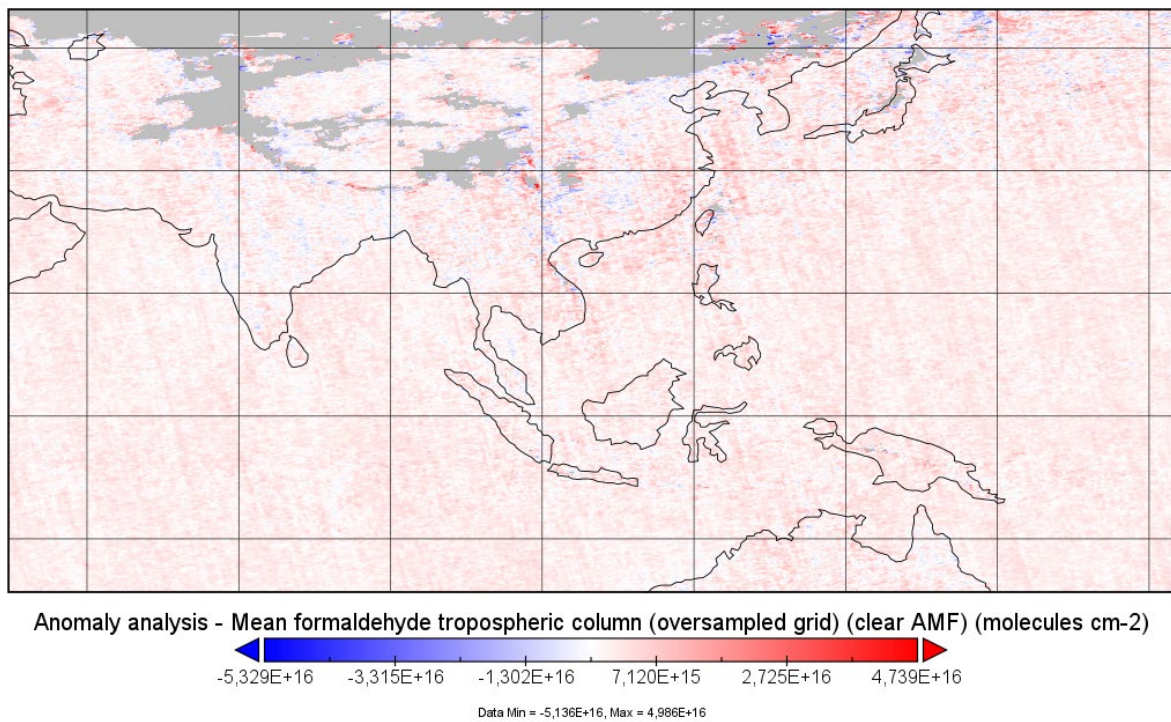 Anomaly analysis - Mean formaldehyde tropospheric column (oversampled grid) (clear AMF) (molecules cm-2)
-5,329E+16 -3,315E+16 -1,302E+16 7,120E+15 2,725E+16 4,739E+16
Data Min = -5,136E+16, Max = 4,986E+16